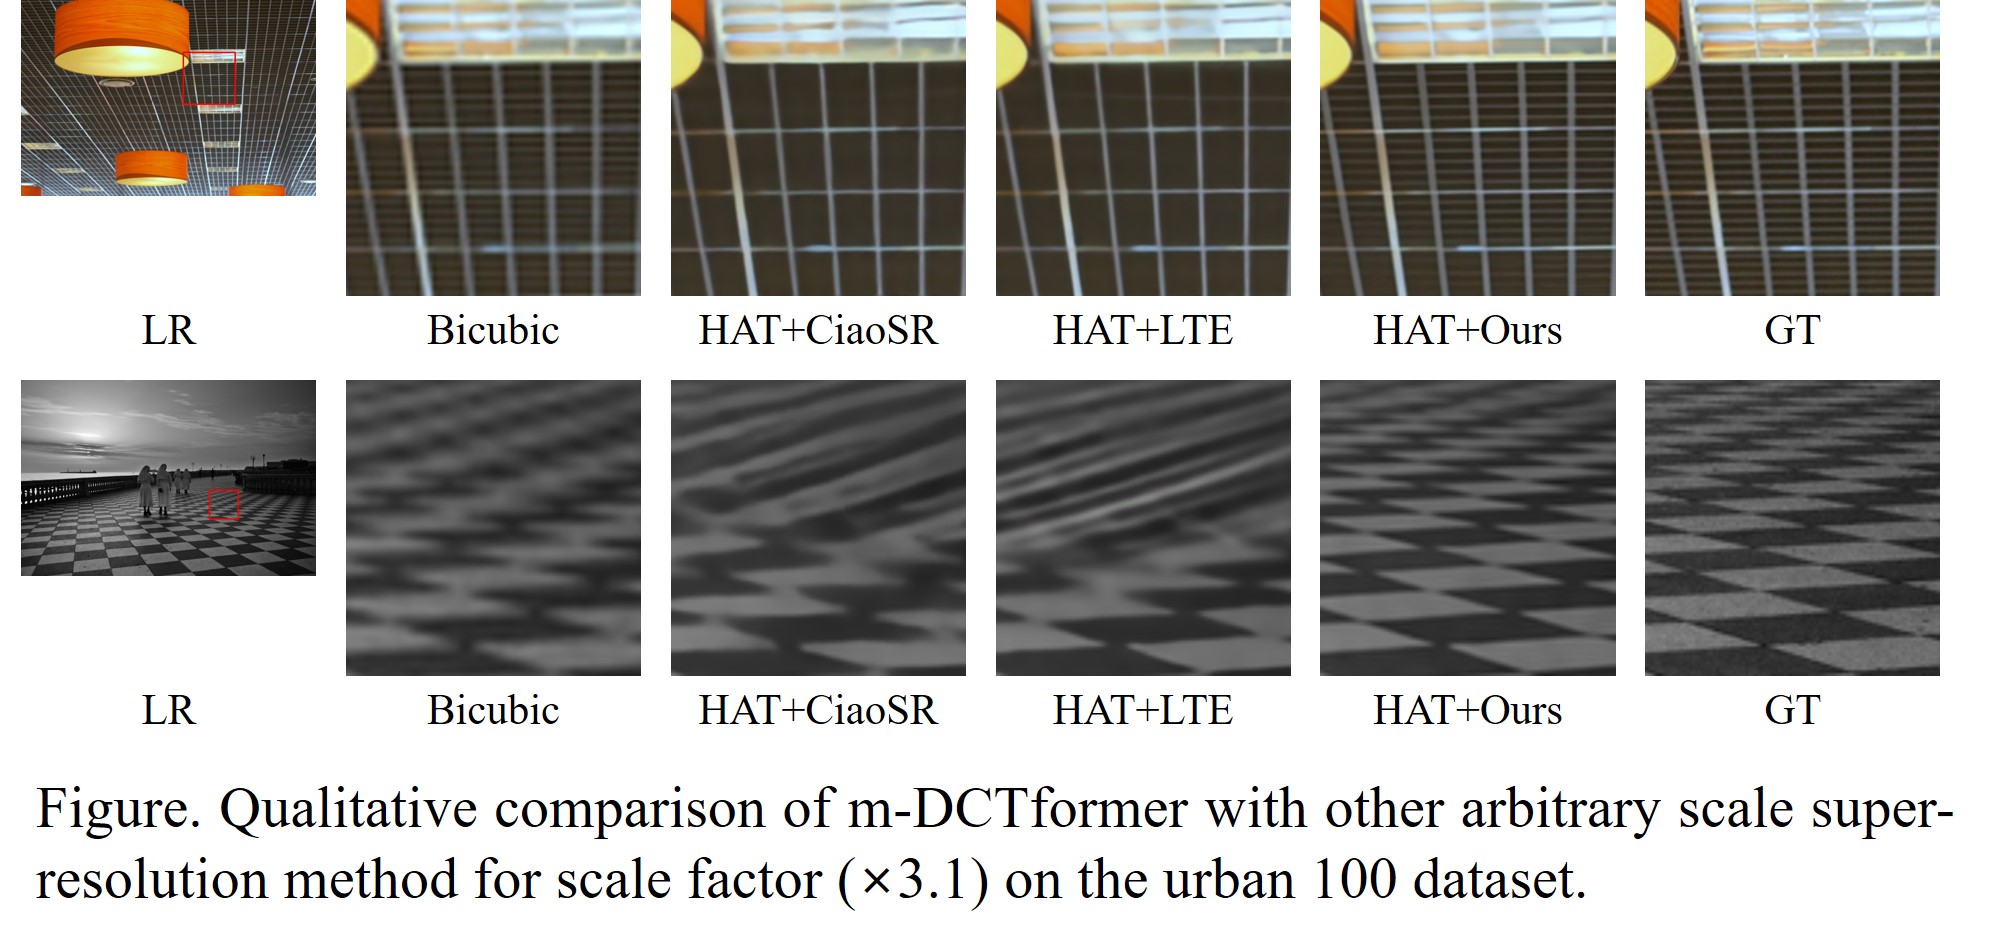 LR Bicubic HAT+CiaoSR HAT+LTE HAT+Ours GT
LR Bicubic HAT+CiaoSR HAT+LTE HAT+Ours GT
Figure. Qualitative comparison of m-DCTformer with other arbitrary scale super-
resolution method for scale factor (×3.1) on the urban 100 dataset.